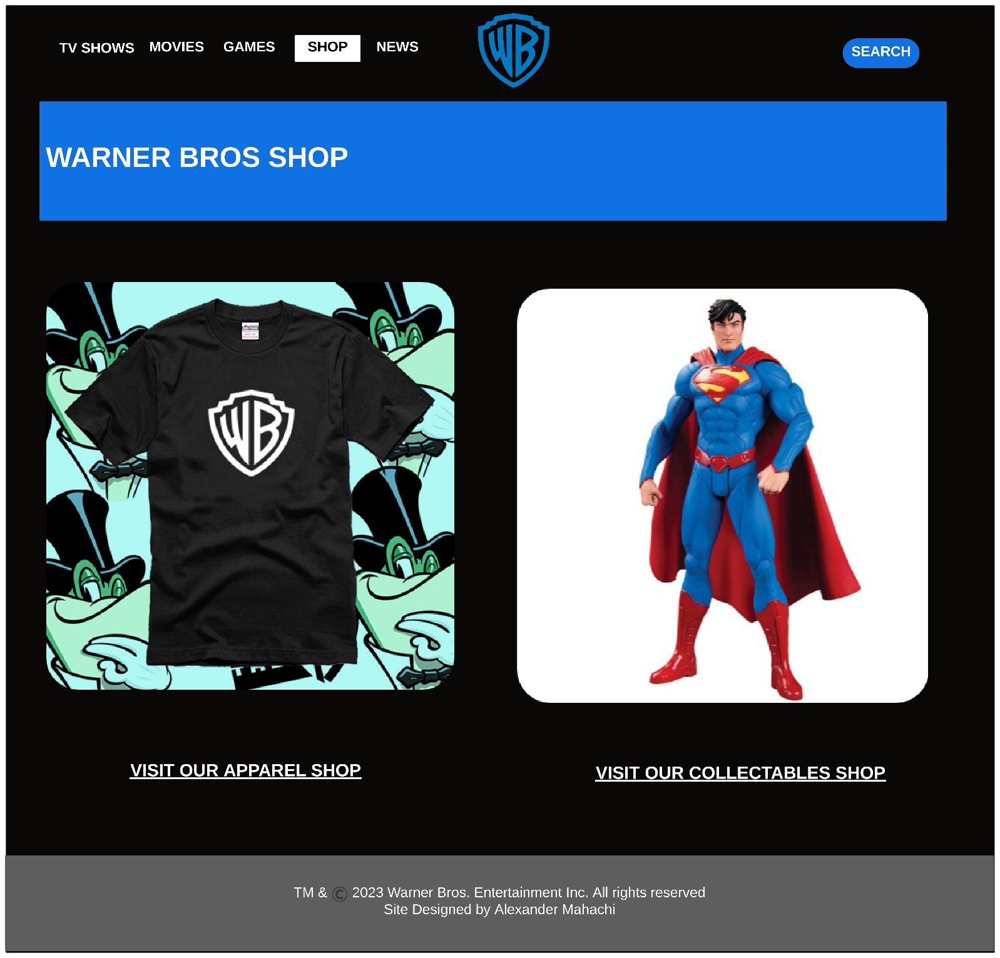 TV SHOWS MOVIES GAMES SHOP NEWS WB SEARCH
WARNER BROS SHOP
WB
VISIT OUR APPAREL SHOP
VISIT OUR COLLECTABLES SHOP
TM & © 2023 Warner Bros. Entertainment Inc. All rights reserved
Site Designed by Alexander Mahachi